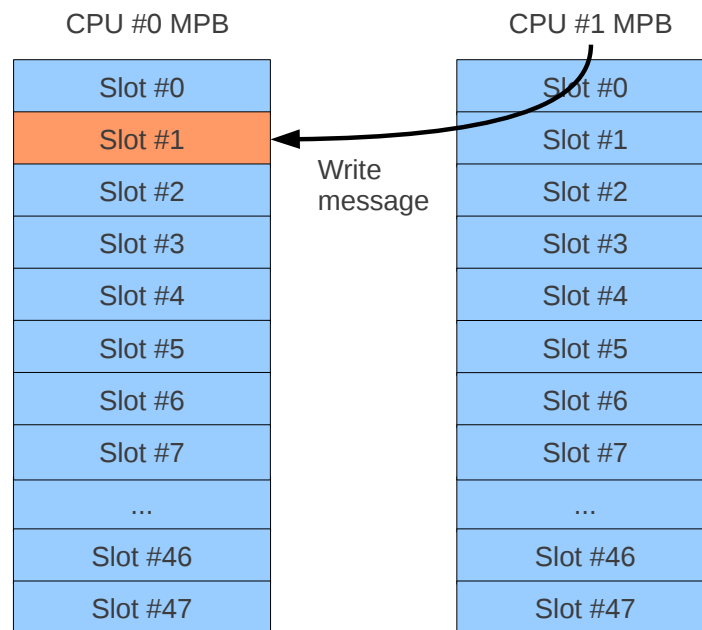 CPU #0 MPB
Slot #0
Slot #1
Slot #2
Slot #3
Slot #4
Slot #5
Slot #6
Slot #7
...
Slot #46
Slot #47
Write
message
CPU #1 MPB
Slot #0
Slot #1
Slot #2
Slot #3
Slot #4
Slot #5
Slot #6
Slot #7
...
Slot #46
Slot #47